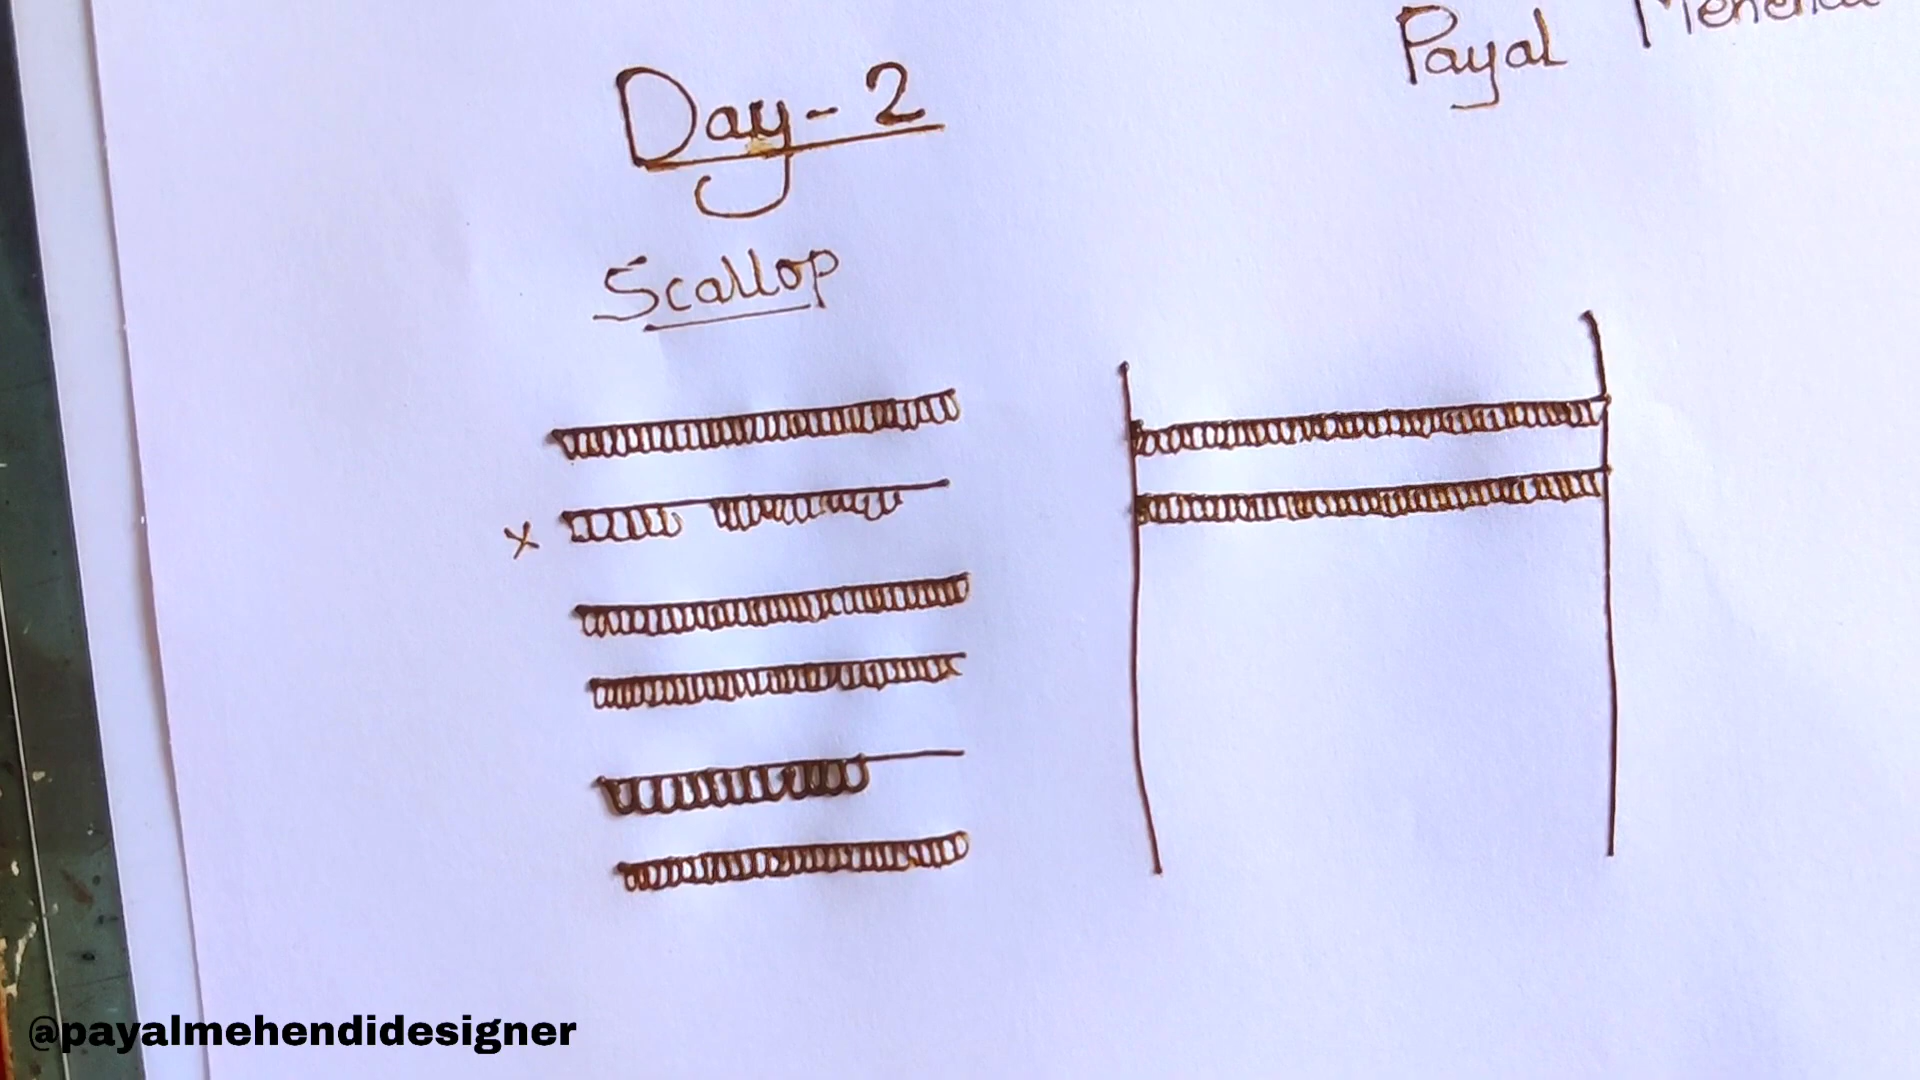 Day - 2
Payal
Scallop
x
@payalmehendidesigner